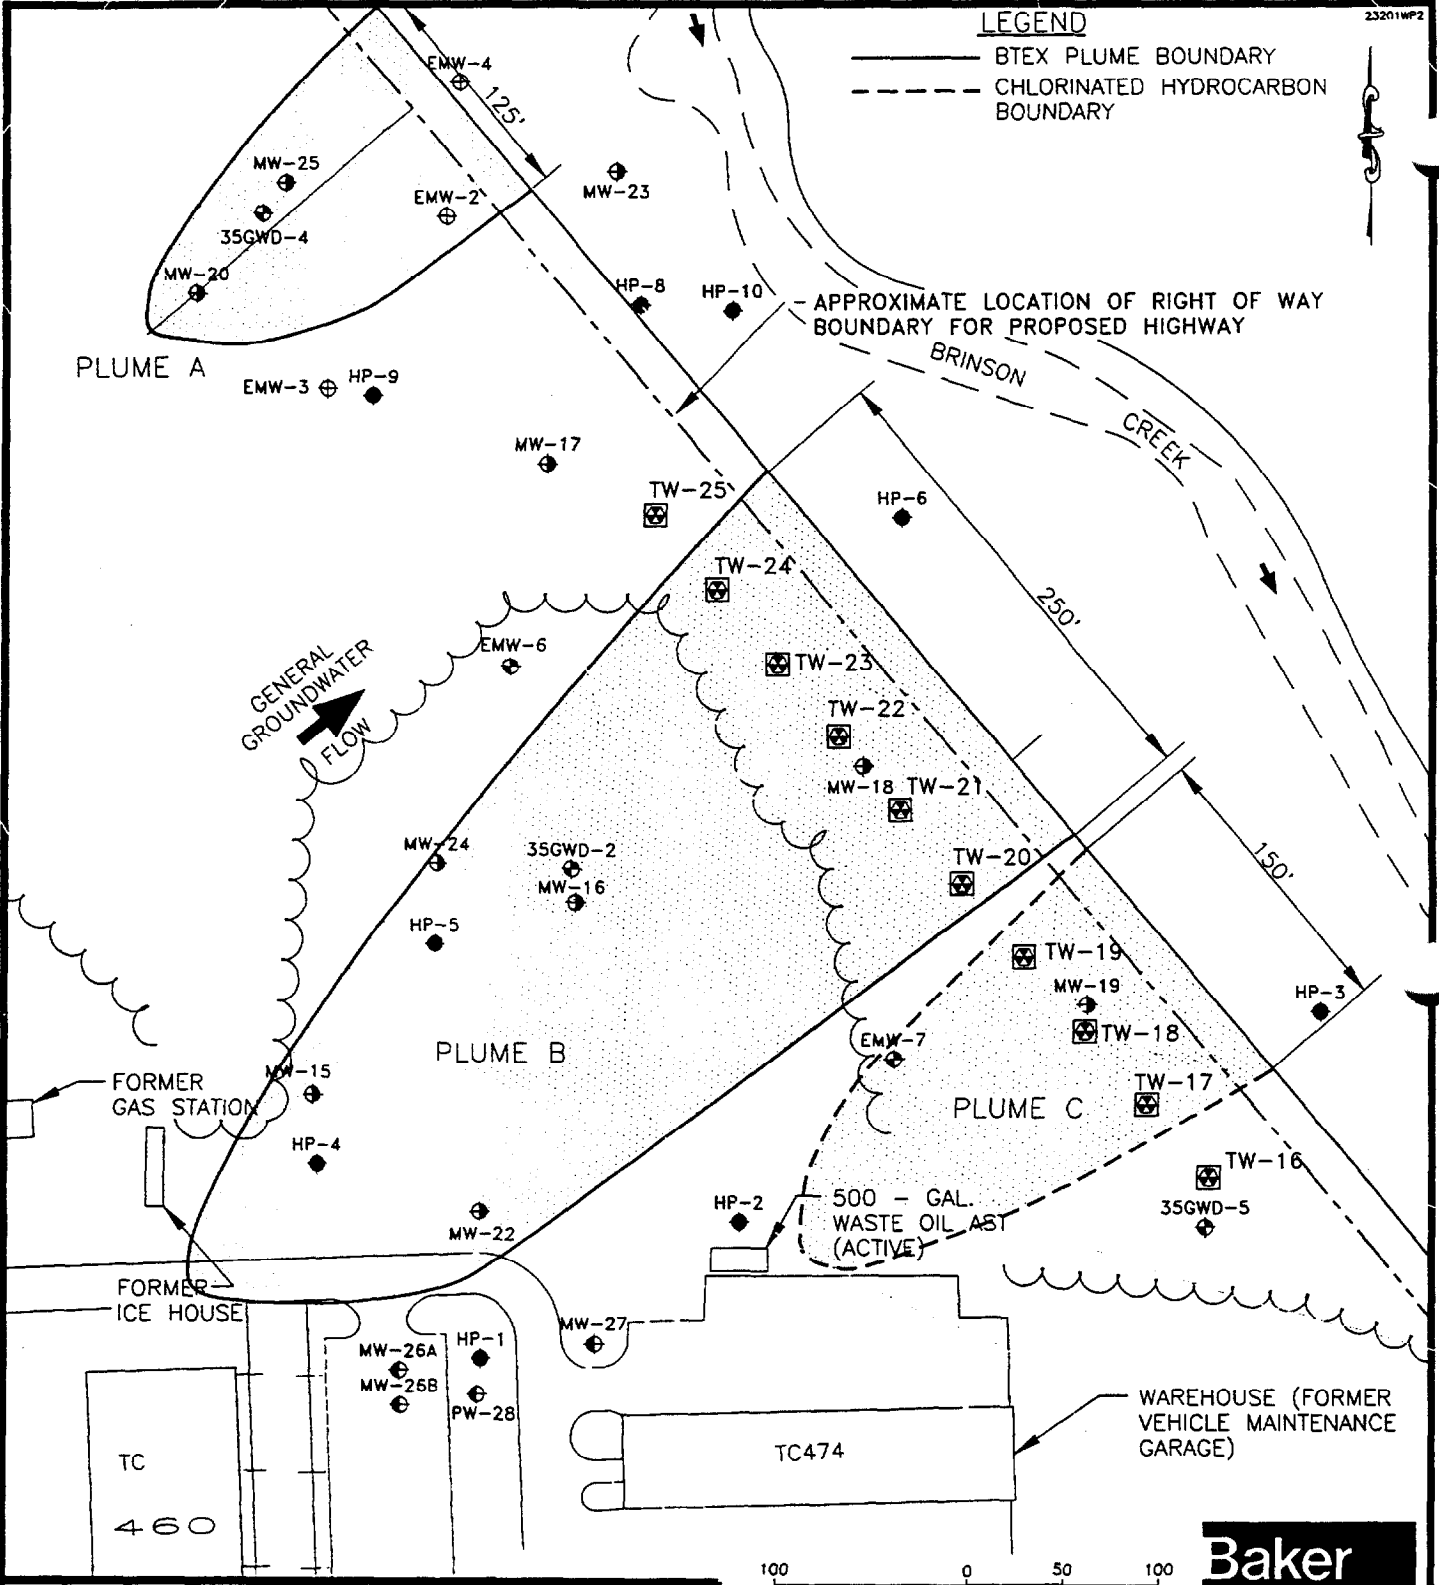 23201WP2
LEGEND
BTEX PLUME BOUNDARY
CHLORINATED HYDROCARBON
BOUNDARY
EMW-4
125'
MW-25
35GWD-4
EMW-2
MW-23
MW-20
PLUME A
HP-8
HP-10
APPROXIMATE LOCATION OF RIGHT OF WAY
BOUNDARY FOR PROPOSED HIGHWAY
BRINSON
CREEK
EMW-3
HP-9
MW-17
TW-25
HP-6
TW-24
250'
EMW-6
GENERAL
GROUNDWATER
FLOW
TW-23
TW-22
MW-18
TW-21
MW-24
35GWD-2
MW-16
TW-20
150'
HP-5
TW-19
MW-19
HP-3
TW-18
EMW-7
PLUME B
MW-15
FORMER
GAS STATION
TW-17
PLUME C
HP-4
TW-16
35GWD-5
MW-22
HP-2
500 - GAL.
WASTE OIL AST
(ACTIVE)
FORMER
ICE HOUSE
MW-27
MW-26A
HP-1
MW-26B
PW-28
WAREHOUSE (FORMER
VEHICLE MAINTENANCE
GARAGE)
TC
460
TC474
100 0 50 100
Baker